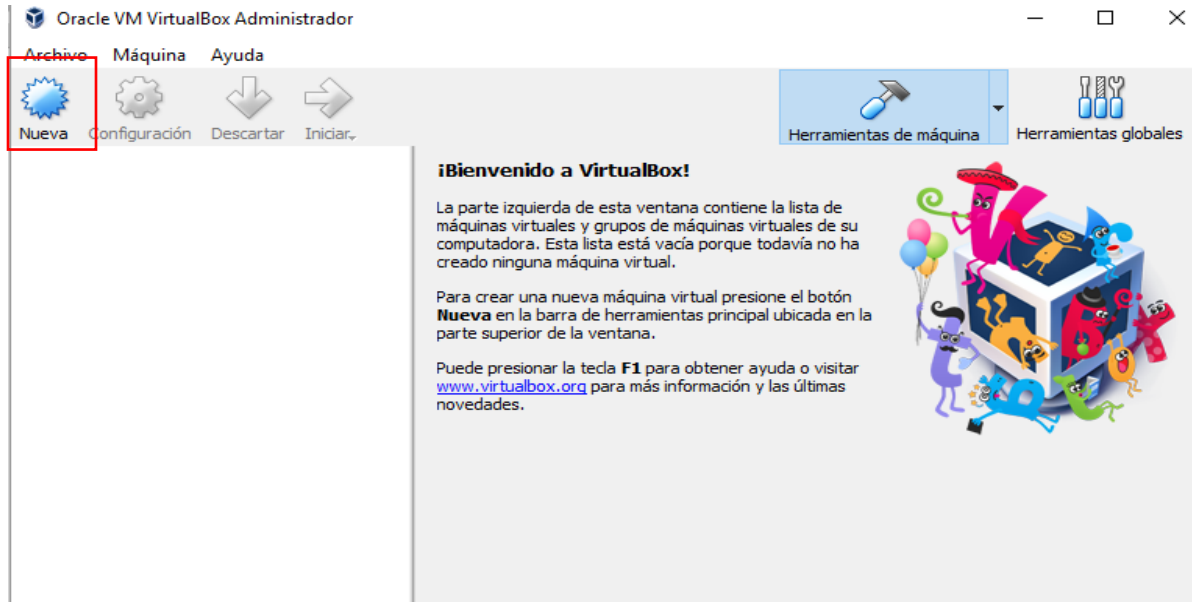 Oracle VM VirtualBox Administrador
Archivo Máquina Ayuda
Nueva Configuración Descartar Iniciar
Herramientas de máquina Herramientas globales
¡Bienvenido a VirtualBox!
La parte izquierda de esta ventana contiene la lista de
máquinas virtuales y grupos de máquinas virtuales de su
computadora. Esta lista está vacía porque todavía no ha
creado ninguna máquina virtual.
Para crear una nueva máquina virtual presione el botón
Nueva en la barra de herramientas principal ubicada en la
parte superior de la ventana.
Puede presionar la tecla F1 para obtener ayuda o visitar
www.virtualbox.org para más información y las últimas
novedades.